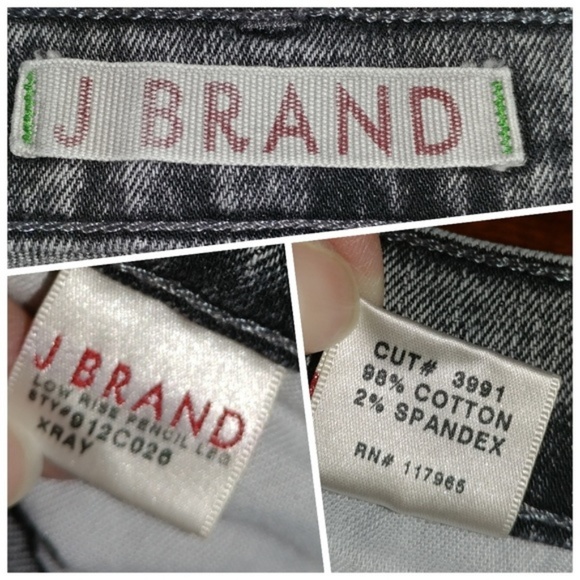 J BRAND
J BRAND
LOW RISE PENCIL LEG
STY#912C026
XRAY
CUT# 3991
98% COTTON
2% SPANDEX
RN# 117965